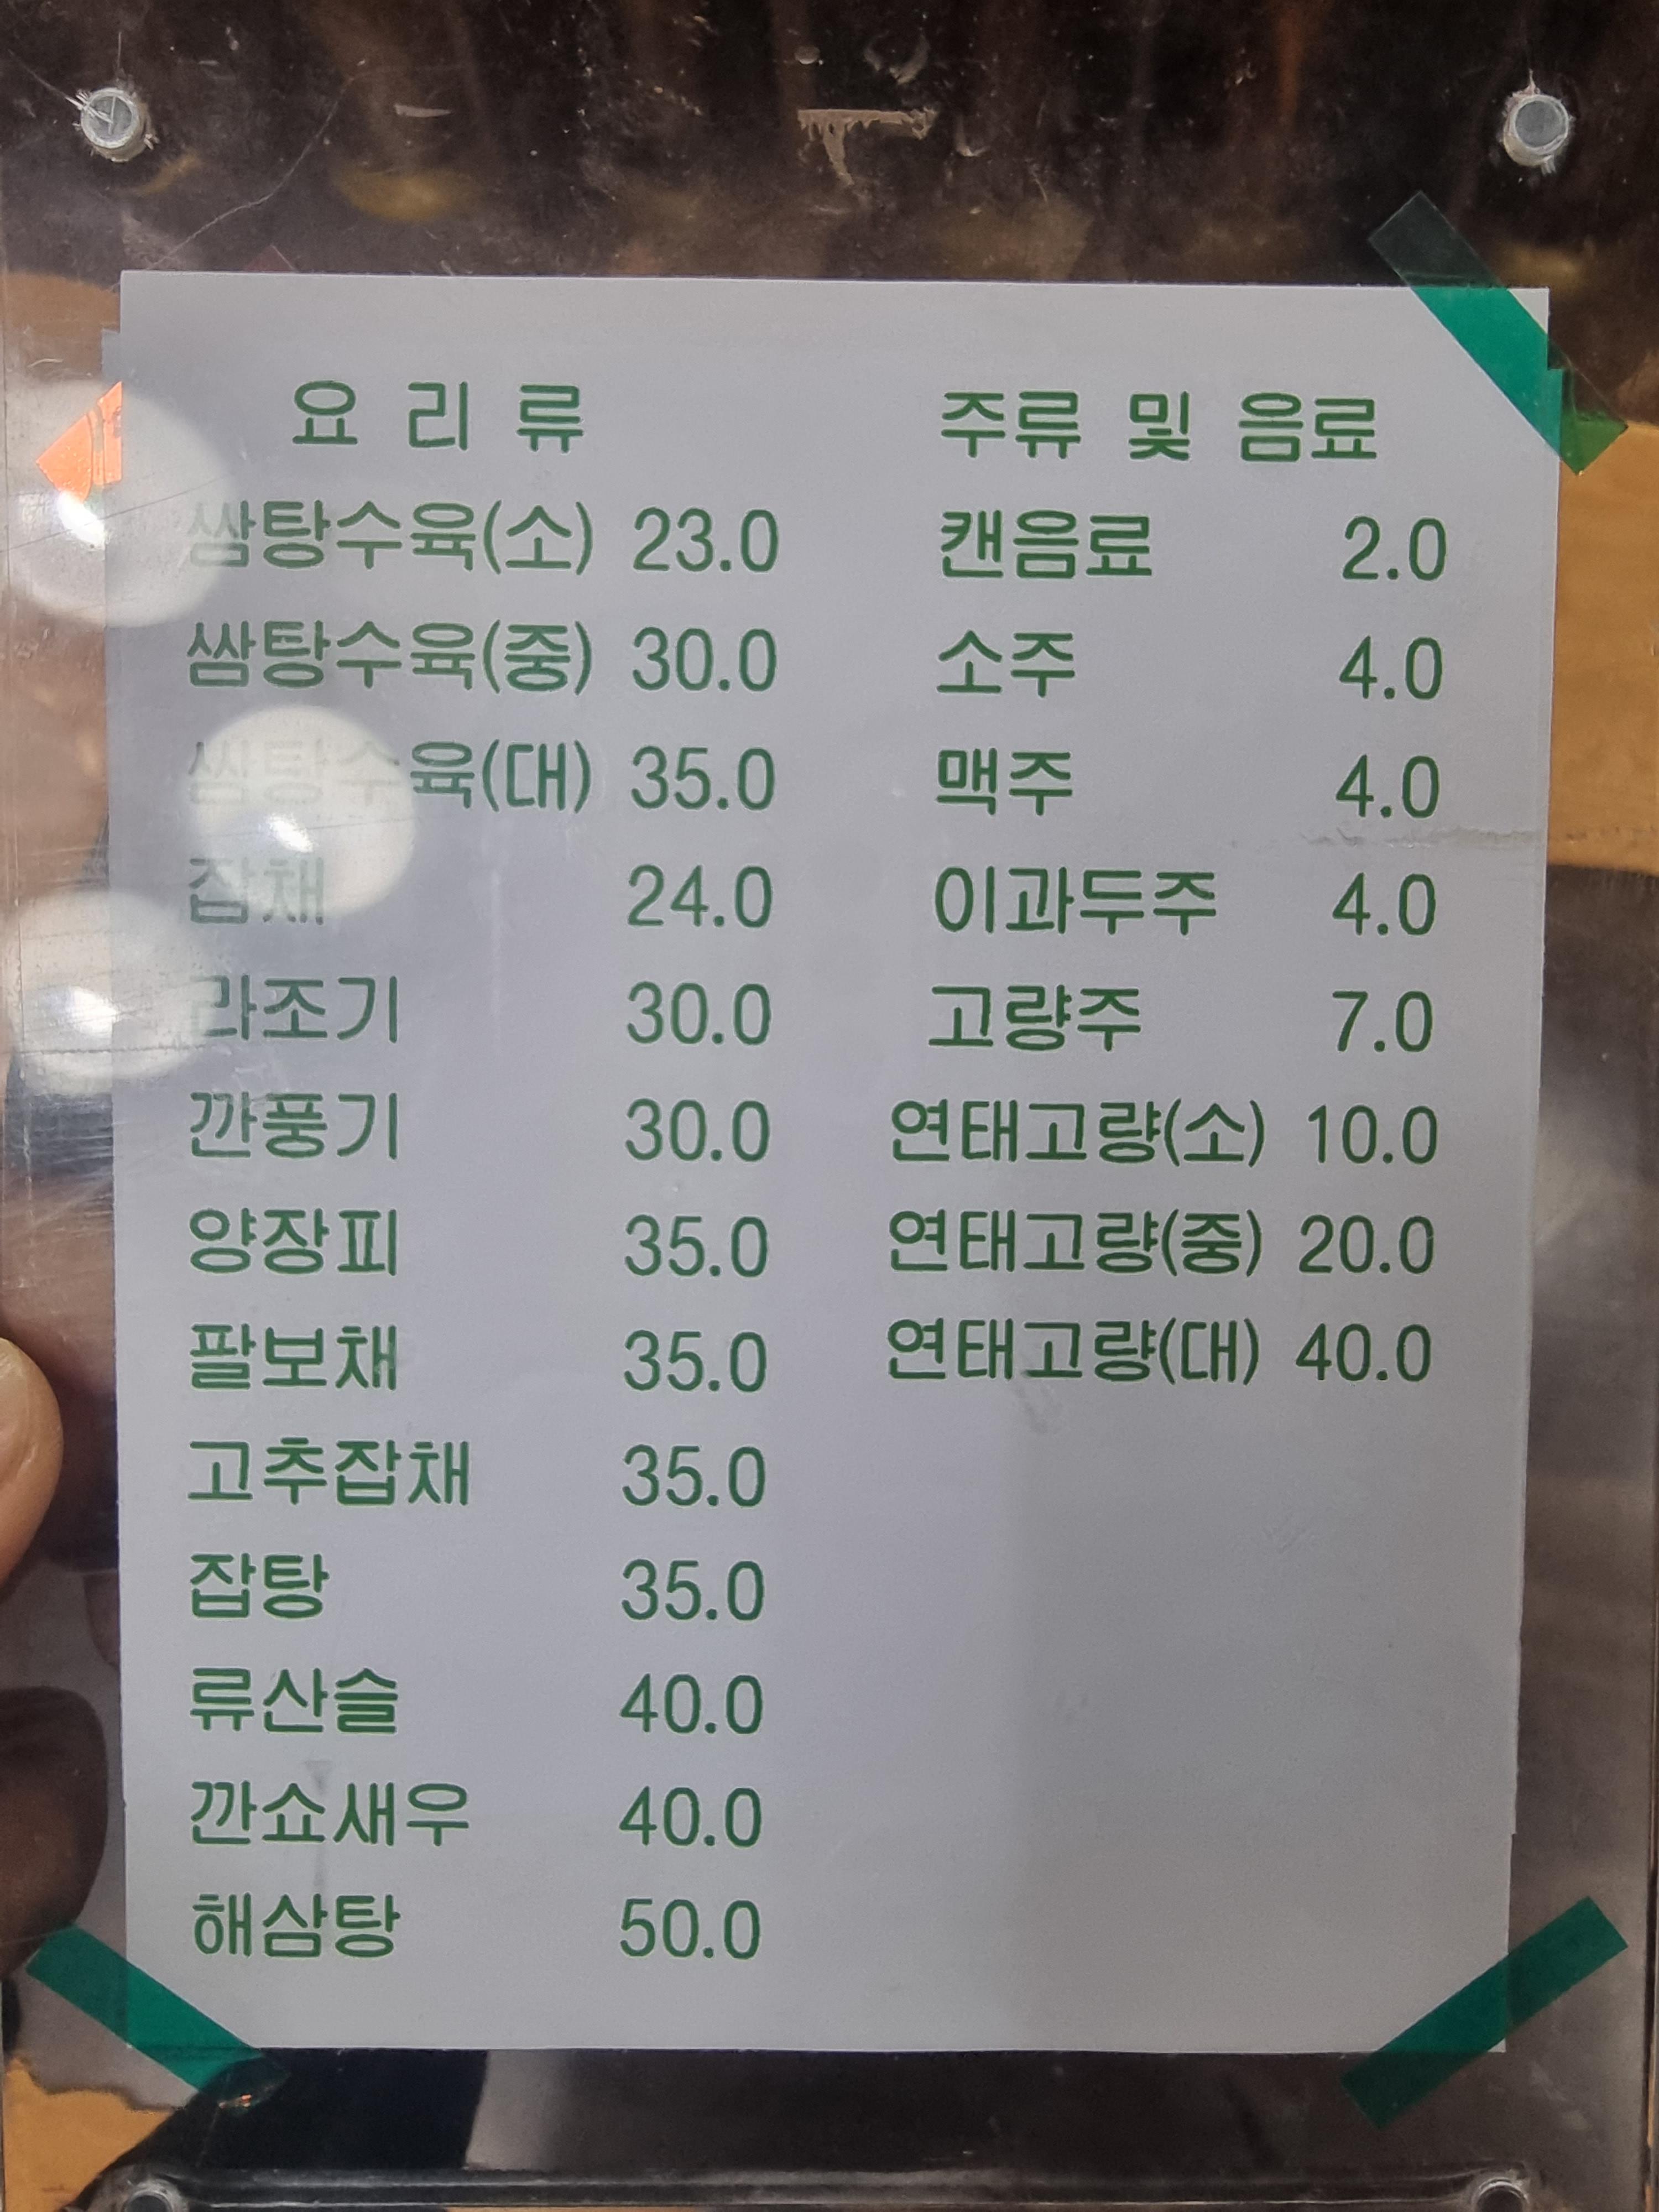 요 리 류
쌈탕수육(소) 23.0
쌈탕수육(중) 30.0
쌈탕수육(대) 35.0
잡채 24.0
라조기 30.0
깐풍기 30.0
양장피 35.0
팔보채 35.0
고추잡채 35.0
잡탕 35.0
류산슬 40.0
깐쇼새우 40.0
해삼탕 50.0
주류 및 음료
캔음료 2.0
소주 4.0
맥주 4.0
이과두주 4.0
고량주 7.0
연태고량(소) 10.0
연태고량(중) 20.0
연태고량(대) 40.0